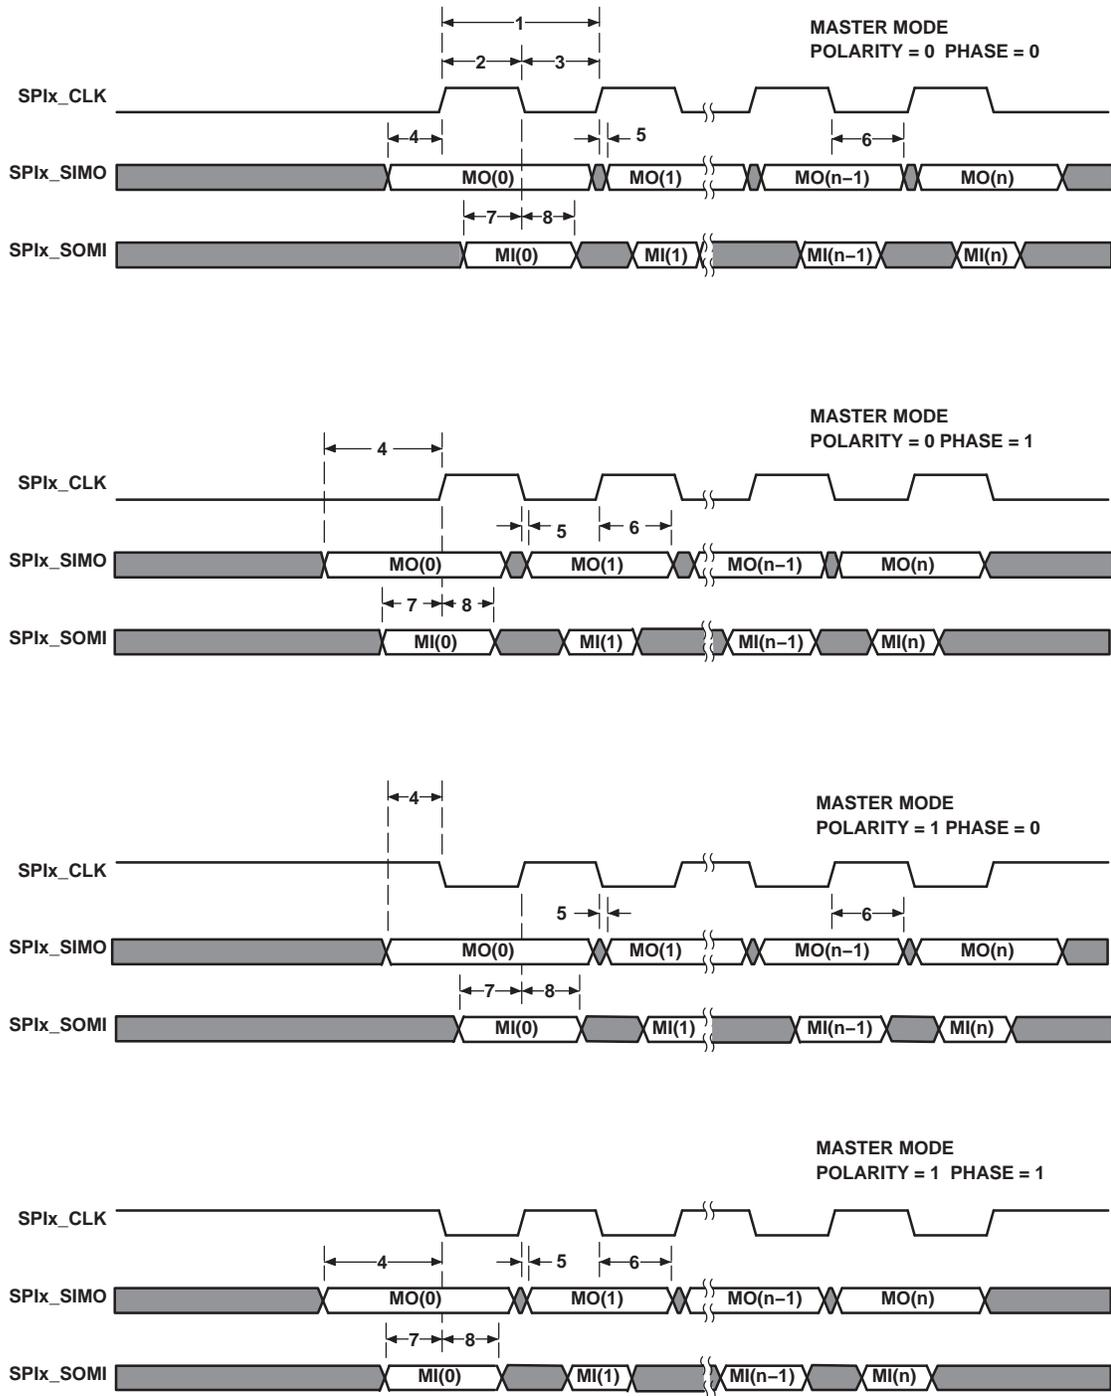 1
MASTER MODE
POLARITY = 0 PHASE = 0
2 3
SPIx_CLK
4 5 6
SPIx_SIMO MO(0) MO(1) MO(n−1) MO(n)
7 8
SPIx_SOMI MI(0) MI(1) MI(n−1) MI(n)
MASTER MODE
POLARITY = 0 PHASE = 1
4
SPIx_CLK
5 6
SPIx_SIMO MO(0) MO(1) MO(n−1) MO(n)
7 8
SPIx_SOMI MI(0) MI(1) MI(n−1) MI(n)
4
MASTER MODE
POLARITY = 1 PHASE = 0
SPIx_CLK
5 6
SPIx_SIMO MO(0) MO(1) MO(n−1) MO(n)
7 8
SPIx_SOMI MI(0) MI(1) MI(n−1) MI(n)
MASTER MODE
POLARITY = 1 PHASE = 1
SPIx_CLK
4 5 6
SPIx_SIMO MO(0) MO(1) MO(n−1) MO(n)
7 8
SPIx_SOMI MI(0) MI(1) MI(n−1) MI(n)